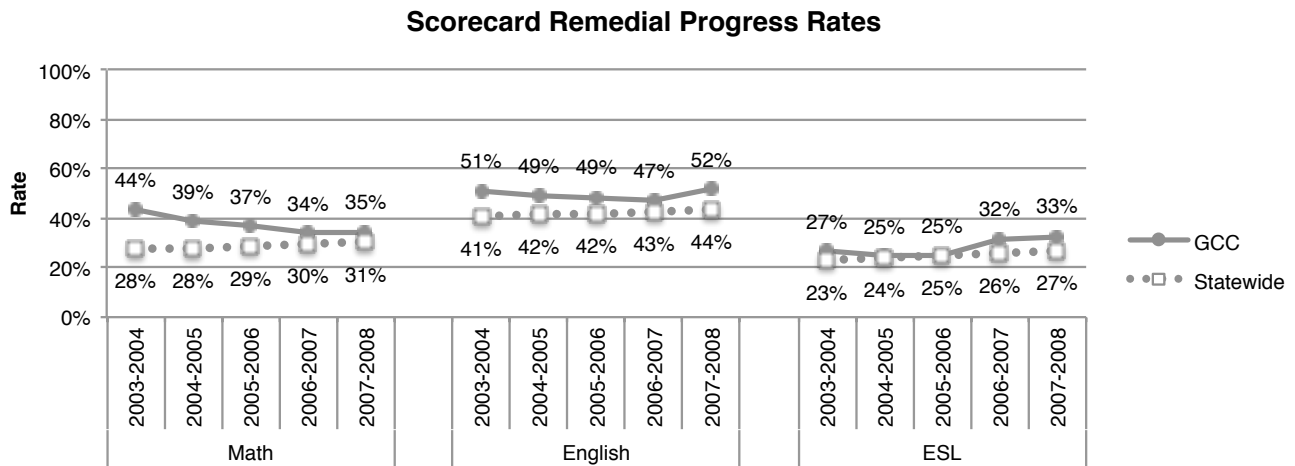 Scorecard Remedial Progress Rates
100%
80%
60%
40%
20%
0%
Rate
44% 39% 37% 34% 35%
28% 28% 29% 30% 31%
51% 49% 49% 47% 52%
41% 42% 42% 43% 44%
27% 25% 25% 32% 33%
23% 24% 25% 26% 27%
GCC
Statewide
2003-2004
2004-2005
2005-2006
2006-2007
2007-2008
2003-2004
2004-2005
2005-2006
2006-2007
2007-2008
2003-2004
2004-2005
2005-2006
2006-2007
2007-2008
Math English ESL